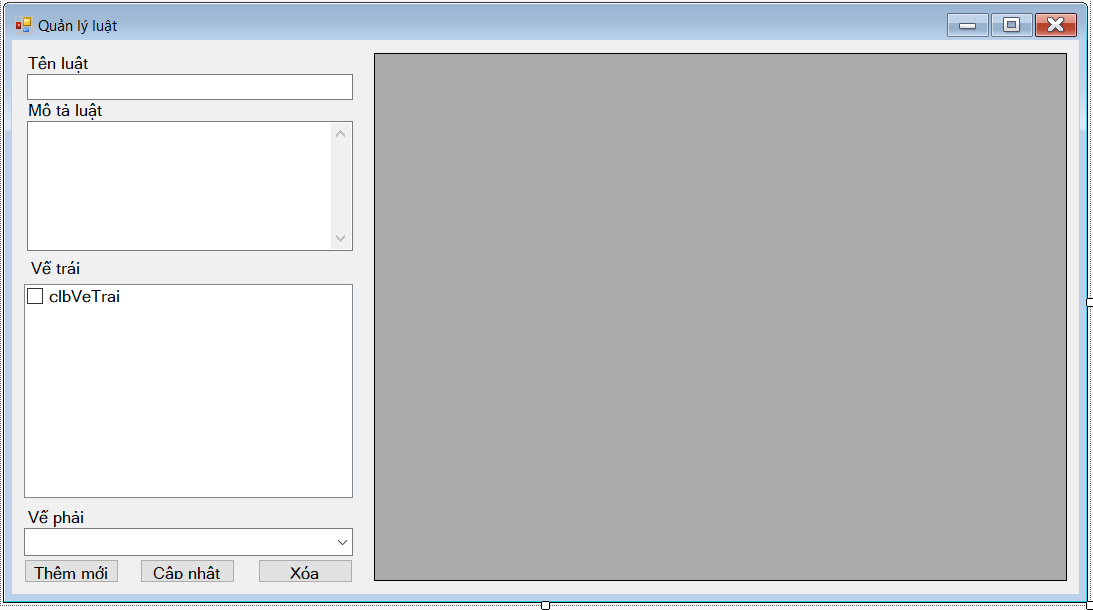 Quản lý luật
Tên luật
Mô tả luật
Vế trái
clbVeTrai
Vế phải
Thêm mới
Cập nhật
Xóa